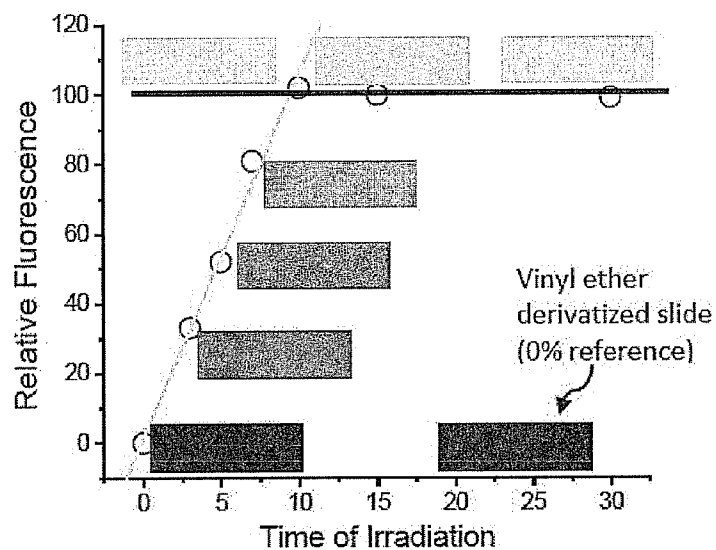 120
100
80
60
40
20
0
Relative Fluorescence
Vinyl ether
derivatized slide
(0% reference)
0 5 10 15 20 25 30
Time of Irradiation